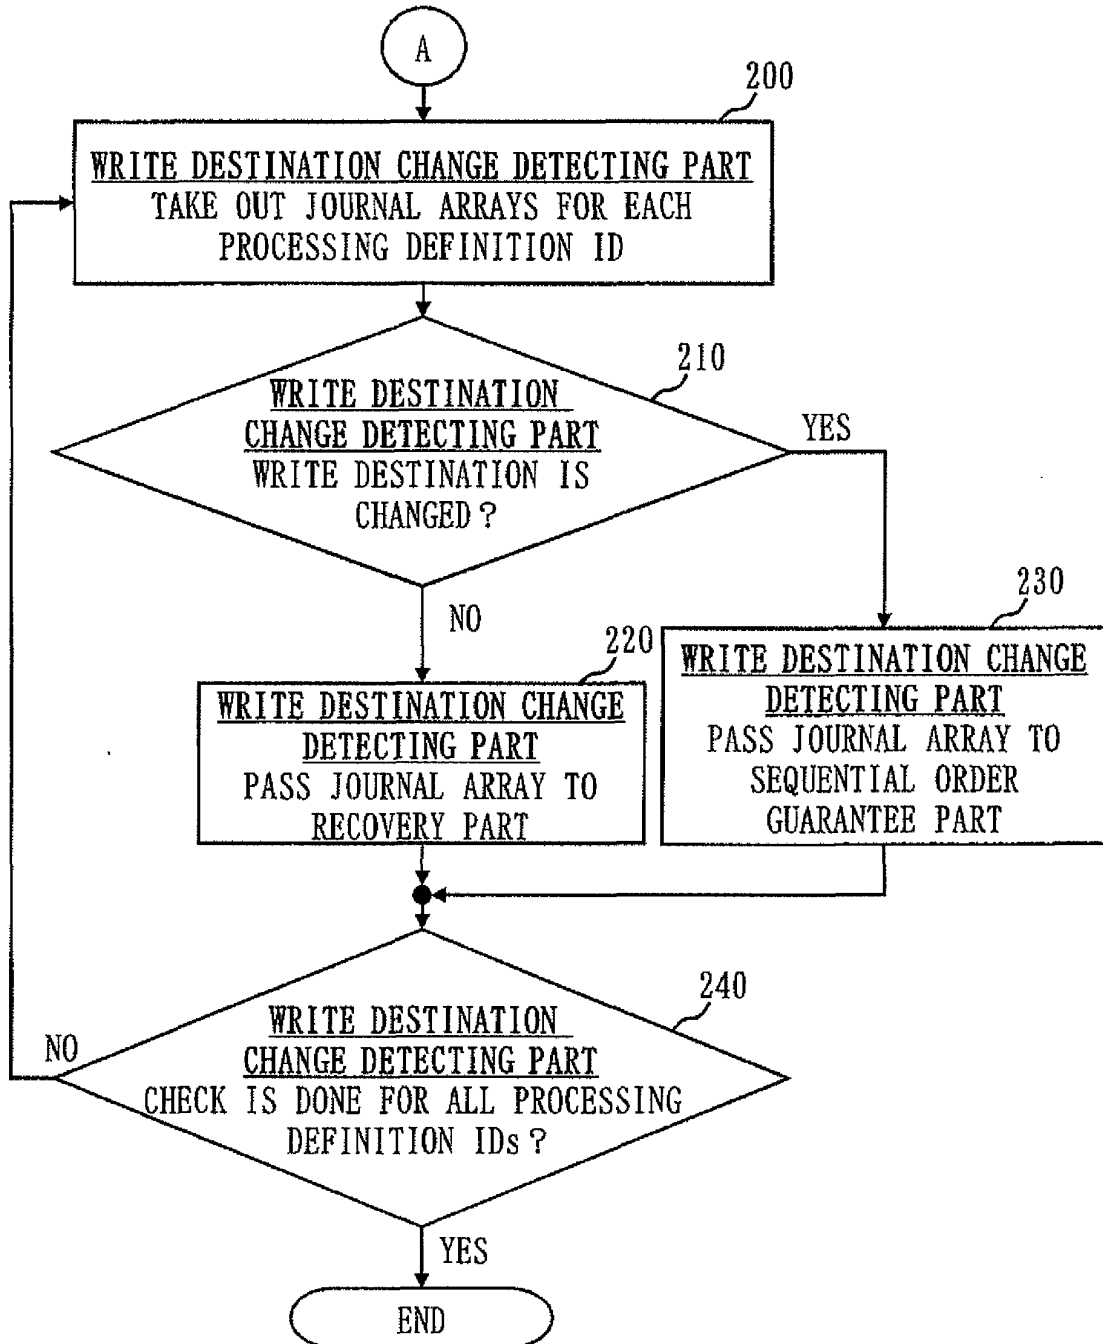 A
200
WRITE DESTINATION CHANGE DETECTING PART
TAKE OUT JOURNAL ARRAYS FOR EACH
PROCESSING DEFINITION ID
210
WRITE DESTINATION
CHANGE DETECTING PART
WRITE DESTINATION IS
CHANGED?
YES
NO
220
WRITE DESTINATION CHANGE
DETECTING PART
PASS JOURNAL ARRAY TO
RECOVERY PART
230
WRITE DESTINATION CHANGE
DETECTING PART
PASS JOURNAL ARRAY TO
SEQUENTIAL ORDER
GUARANTEE PART
240
WRITE DESTINATION
CHANGE DETECTING PART
CHECK IS DONE FOR ALL PROCESSING
DEFINITION IDs?
NO
YES
END